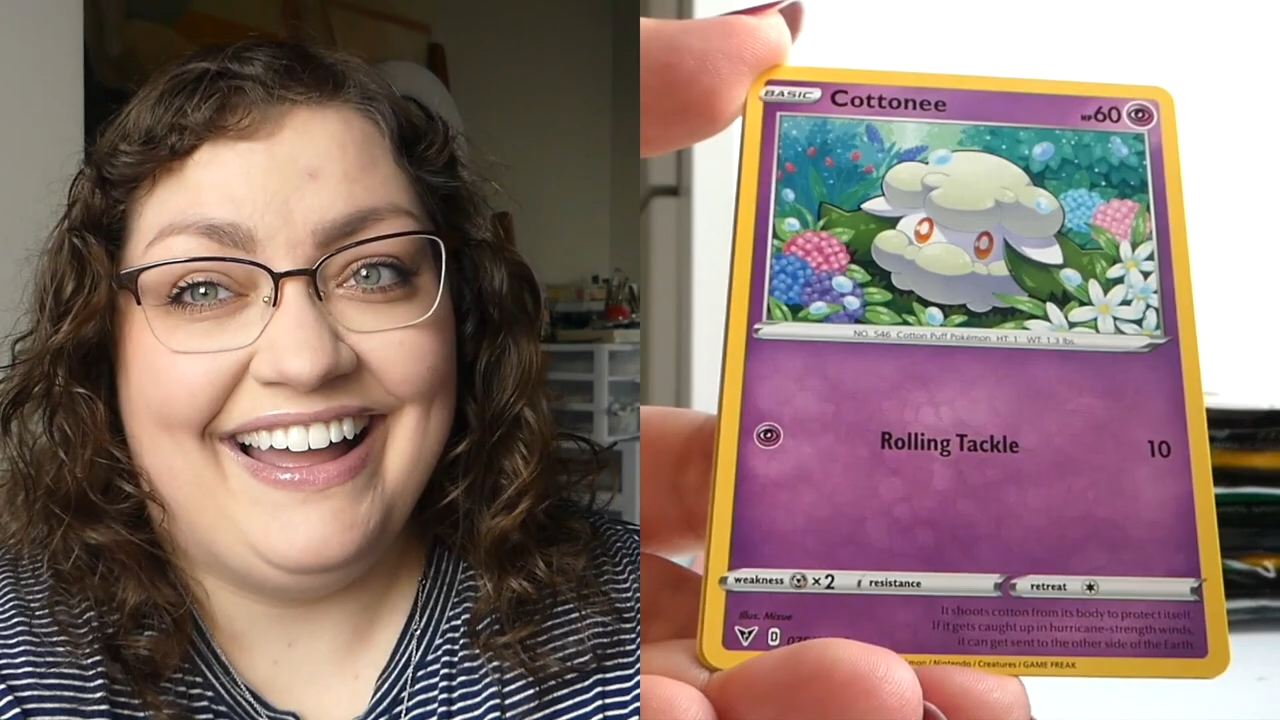 BASIC Cottonee HP 60
NO. 546 Cotton Puff Pokémon HT: 1' WT: 1.3 lbs.
Rolling Tackle 10
weakness ×2 resistance retreat
Illus. Mizue
It shoots cotton from its body to protect itself.
If it gets caught up in hurricane-strength winds,
it can get sent to the other side of the Earth.
D
/ Nintendo / Creatures / GAME FREAK